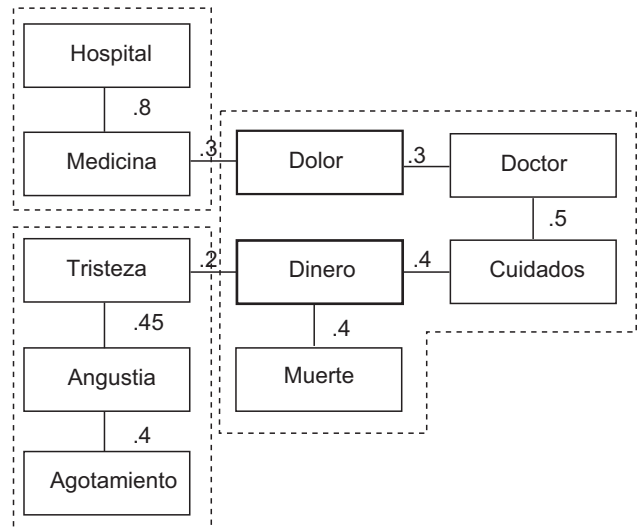 Hospital
.8
Medicina
.3
Dolor
.3
Doctor
.5
Tristeza
.2
Dinero
.4
Cuidados
.45
.4
Angustia
Muerte
.4
Agotamiento